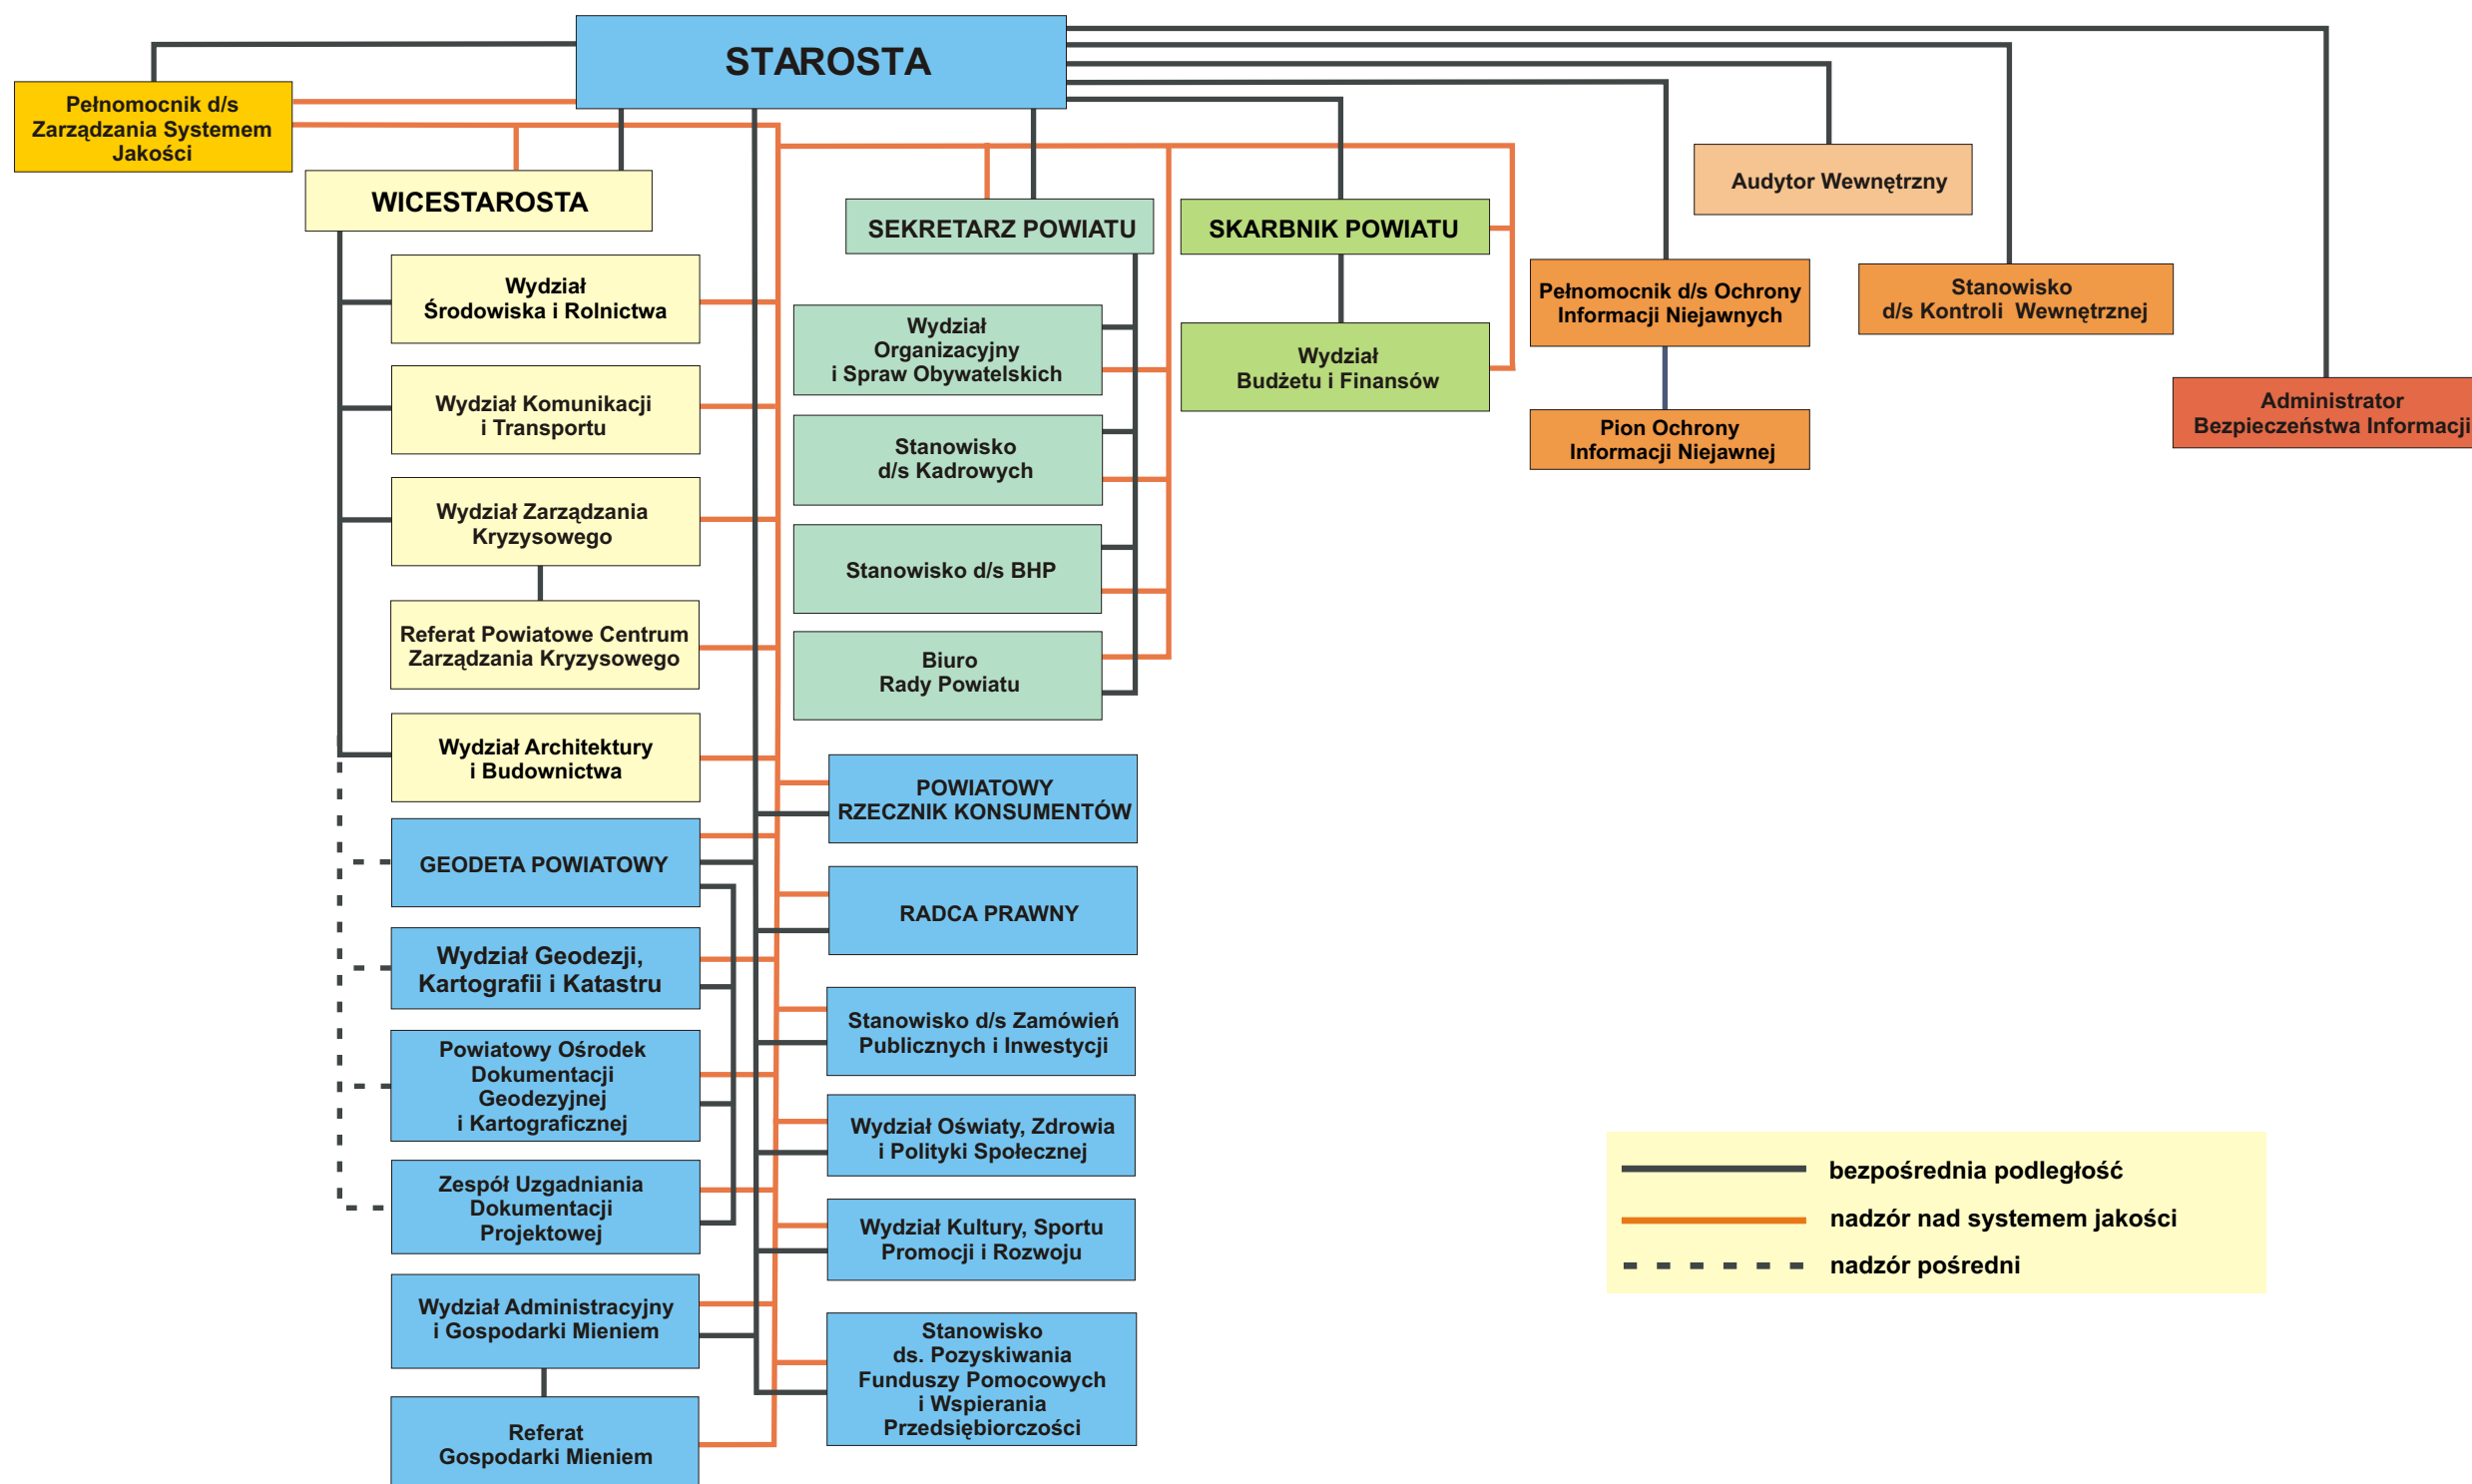 STAROSTA
Pełnomocnik d/s
Zarządzania Systemem
Jakości
WICESTAROSTA
SEKRETARZ POWIATU
SKARBNIK POWIATU
Audytor Wewnętrzny
Pełnomocnik d/s Ochrony
Informacji Niejawnych
Stanowisko
d/s Kontroli Wewnętrznej
Administrator
Bezpieczeństwa Informacji
Pion Ochrony
Informacji Niejawnej
Wydział
Środowiska i Rolnictwa
Wydział Komunikacji
i Transportu
Wydział Zarządzania
Kryzysowego
Referat Powiatowe Centrum
Zarządzania Kryzysowego
Wydział Architektury
i Budownictwa
GEODETA POWIATOWY
Wydział Geodezji,
Kartografii i Katastru
Powiatowy Ośrodek
Dokumentacji
Geodezyjnej
i Kartograficznej
Zespół Uzgadniania
Dokumentacji
Projektowej
Wydział Administracyjny
i Gospodarki Mieniem
Referat
Gospodarki Mieniem
Wydział
Organizacyjny
i Spraw Obywatelskich
Stanowisko
d/s Kadrowych
Stanowisko d/s BHP
Biuro
Rady Powiatu
Wydział
Budżetu i Finansów
POWIATOWY
RZECZNIK KONSUMENTÓW
RADCA PRAWNY
Stanowisko d/s Zamówień
Publicznych i Inwestycji
Wydział Oświaty, Zdrowia
i Polityki Społecznej
Wydział Kultury, Sportu
Promocji i Rozwoju
Stanowisko
ds. Pozyskiwania
Funduszy Pomocowych
i Wspierania
Przedsiębiorczości
bezpośrednia podległość
nadzór nad systemem jakości
nadzór pośredni